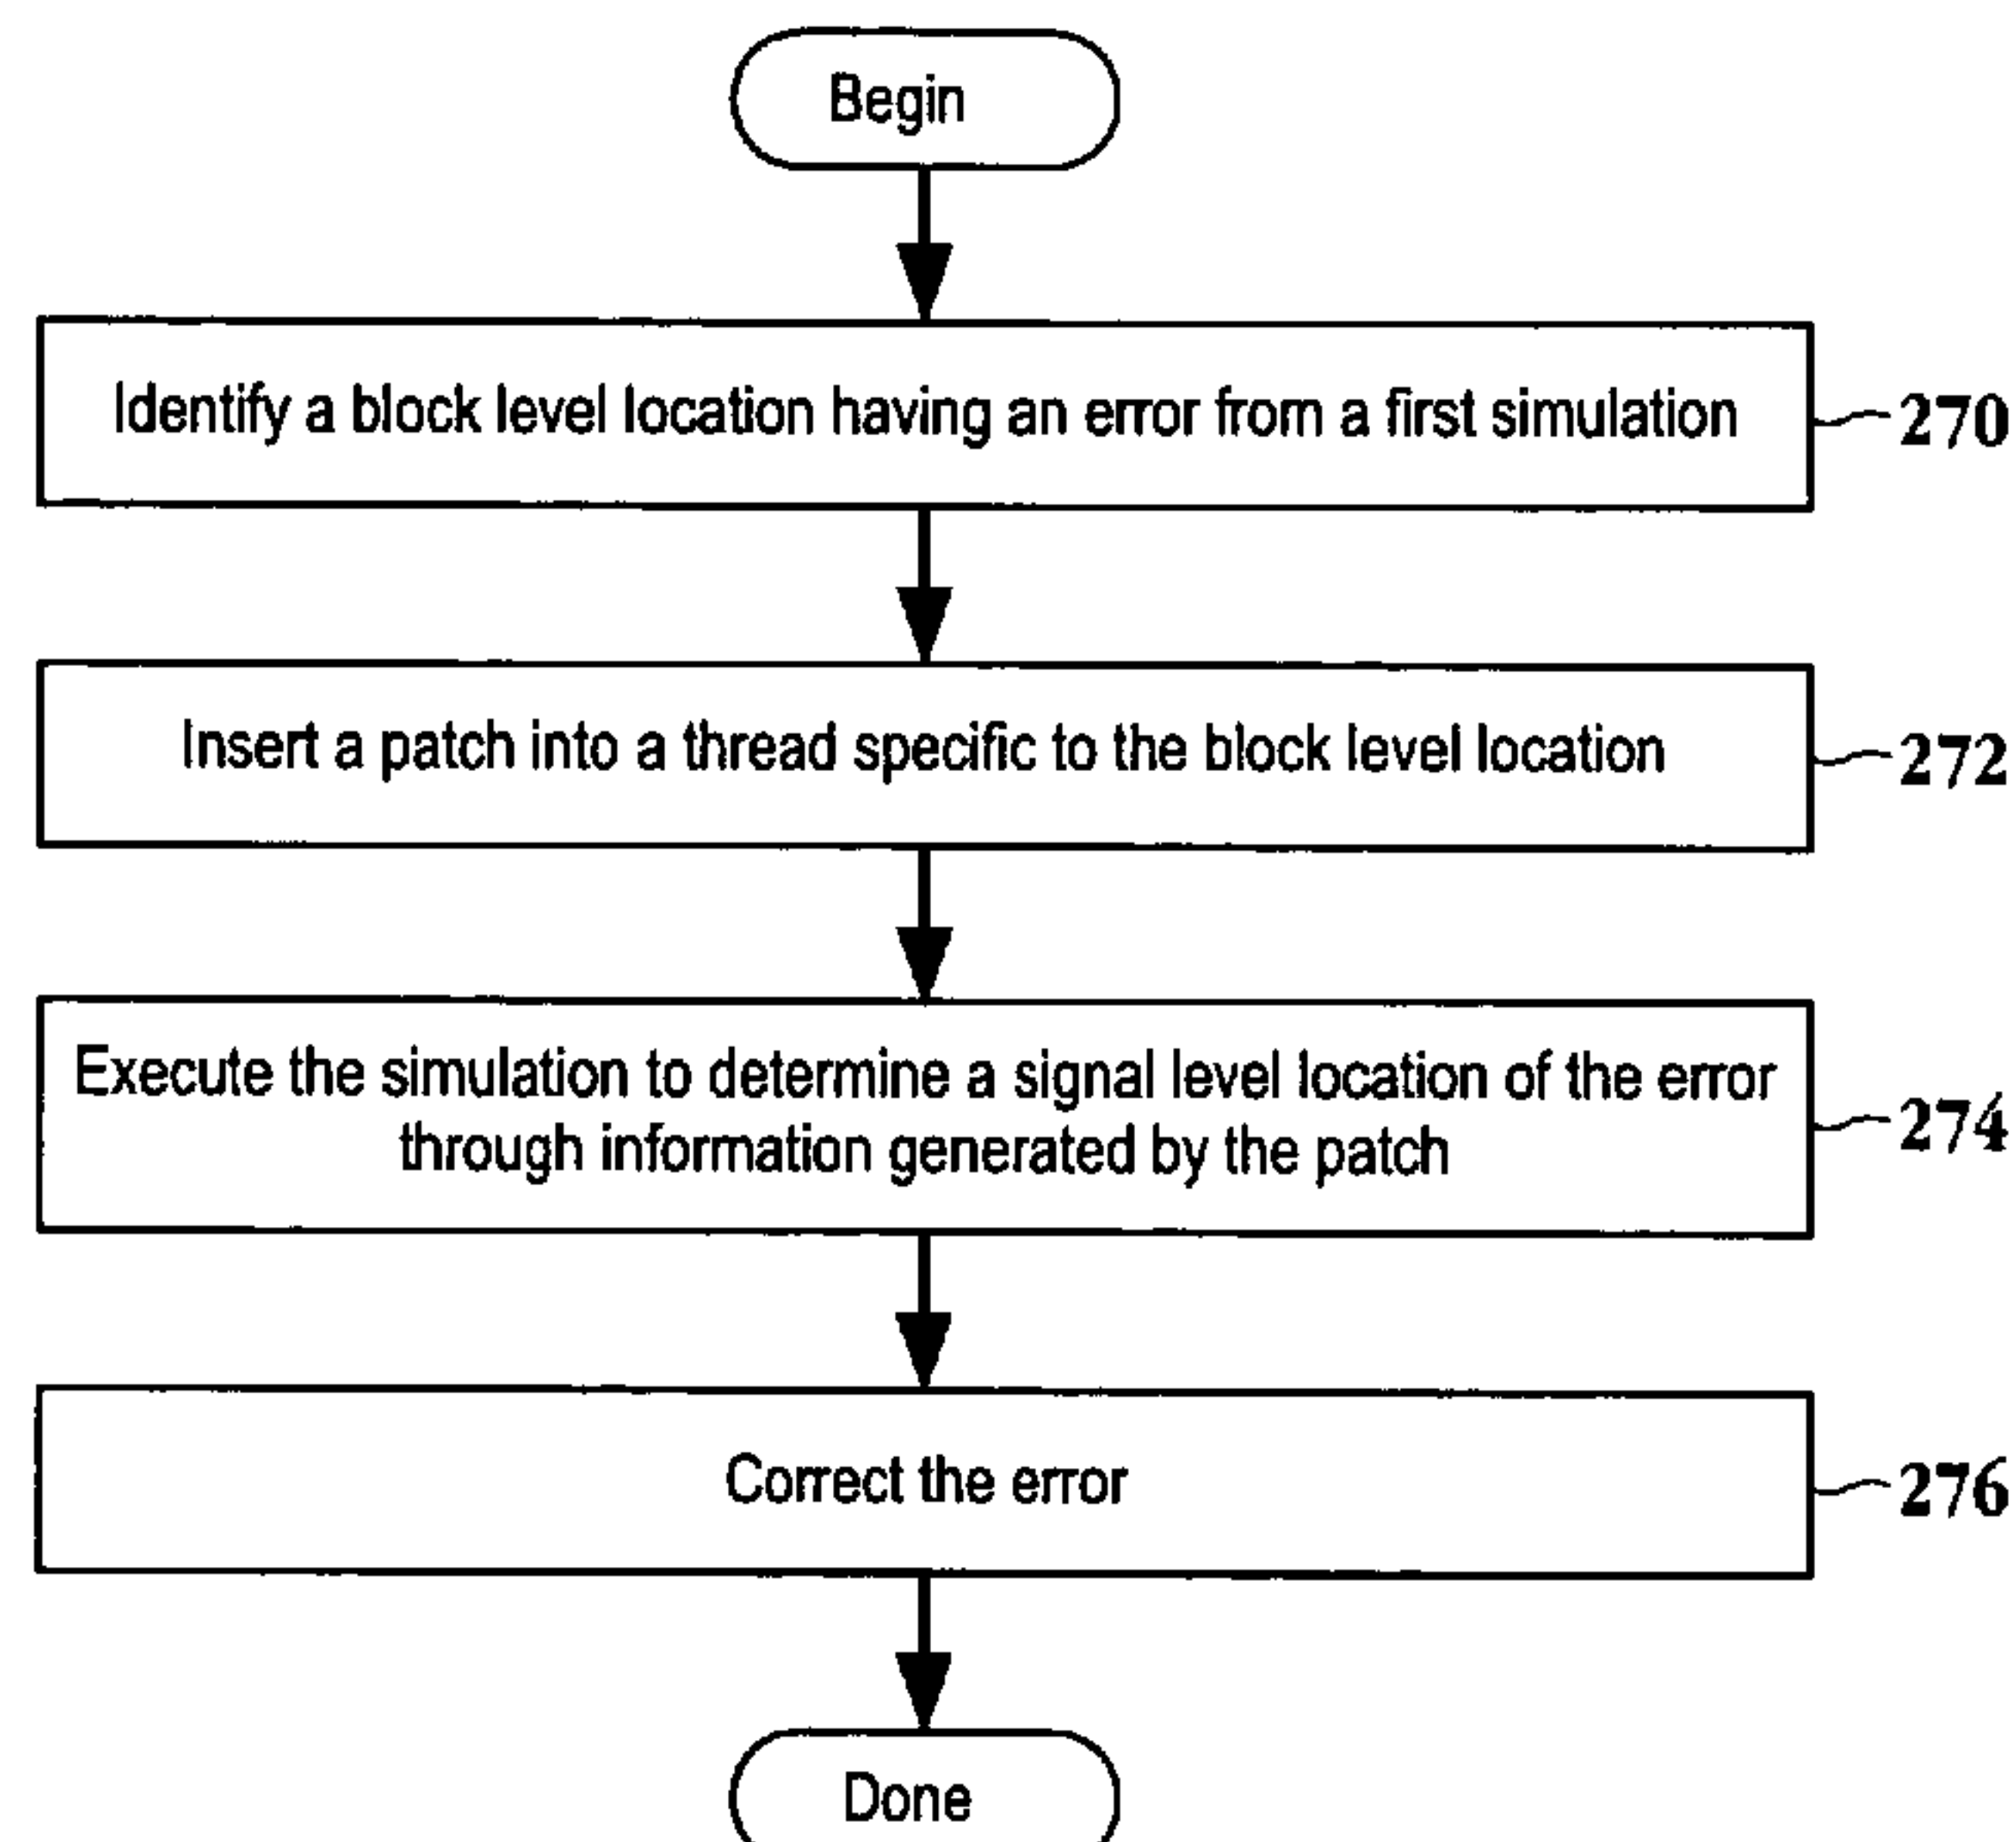 Begin
Identify a block level location having an error from a first simulation
270
Insert a patch into a thread specific to the block level location
272
Execute the simulation to determine a signal level location of the error
through information generated by the patch
274
Correct the error
276
Done